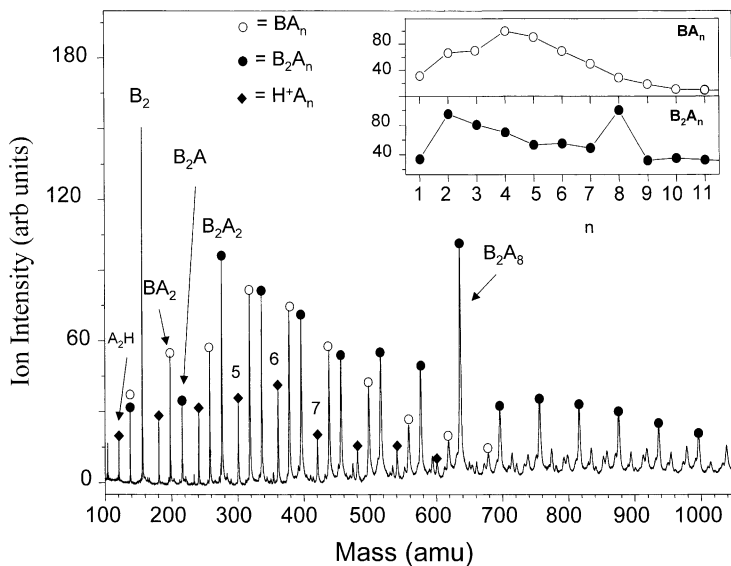 ○ = BAₙ
● = B₂Aₙ
◆ = H⁺Aₙ
BAₙ
80
40
B₂Aₙ
80
40
1 2 3 4 5 6 7 8 9 10 11
n
Ion Intensity (arb units)
180
120
60
0
B₂
B₂A
B₂A₂
BA₂
A₂H
5
6
7
B₂A₈
100 200 300 400 500 600 700 800 900 1000
Mass (amu)